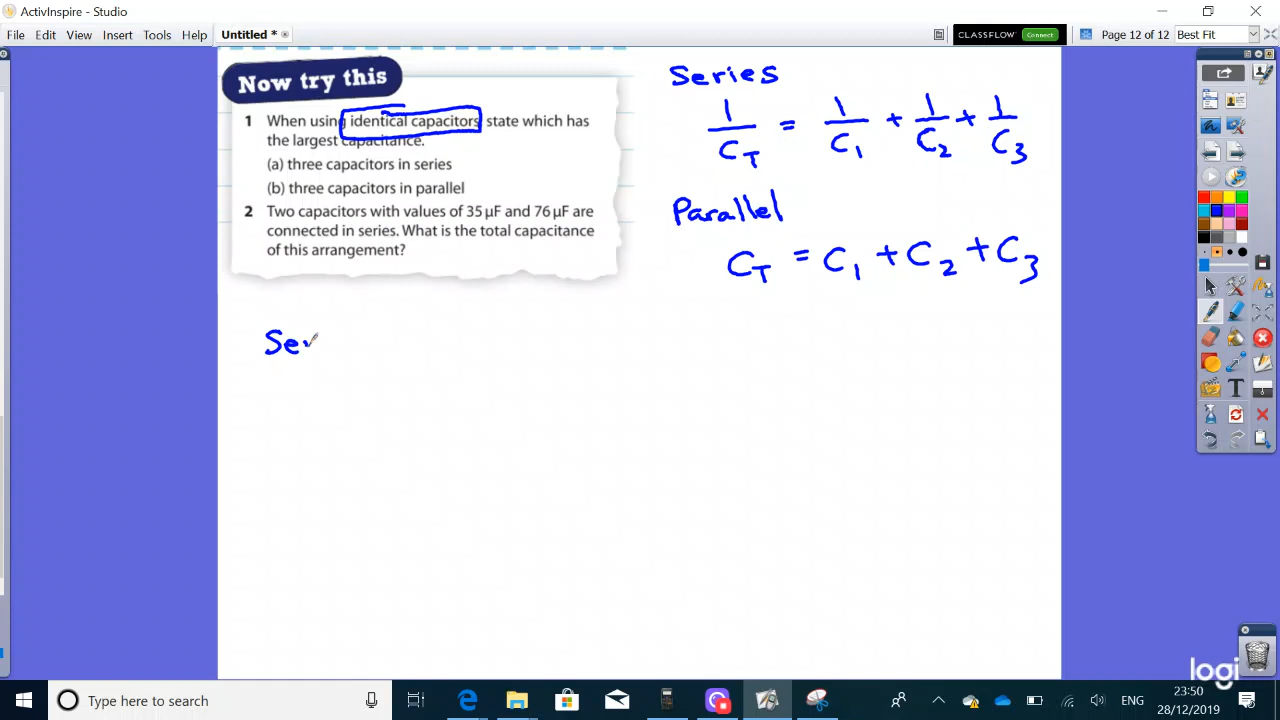 ActivInspire - Studio
File Edit View Insert Tools Help Untitled * CLASSFLOW Connect Page 12 of 12 Best Fit
Now try this
1 When using identical capacitors state which has
the largest capacitance.
(a) three capacitors in series
(b) three capacitors in parallel
2 Two capacitors with values of 35 µF and 76 µF are
connected in series. What is the total capacitance
of this arrangement?
Series
1/C_T = 1/C_1 + 1/C_2 + 1/C_3
Parallel
C_T = C_1 + C_2 + C_3
Ser
logi
Type here to search
ENG
23:50
28/12/2019